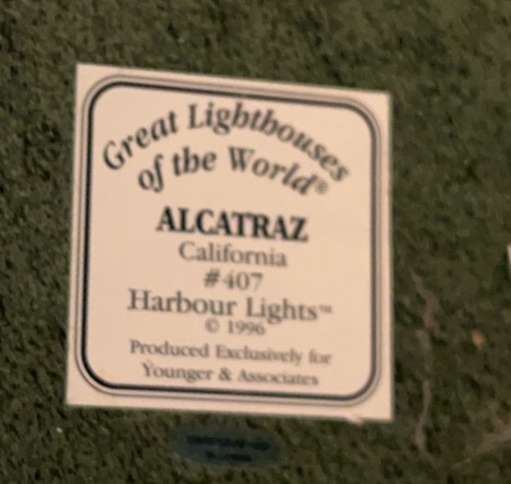 Great Lighthouses
of the World®
ALCATRAZ
California
#407
Harbour Lights™
© 1996
Produced Exclusively for
Younger & Associates